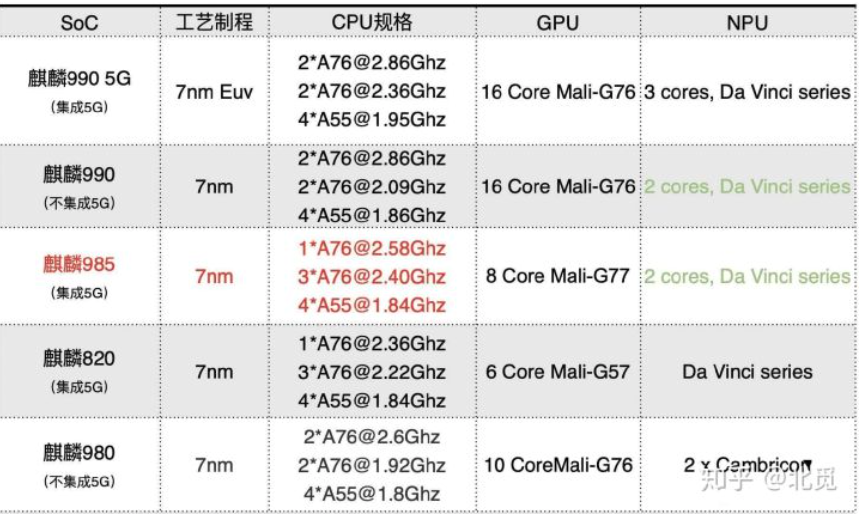 SoC 工艺制程 CPU规格 GPU NPU
麒麟990 5G
(集成5G)
7nm Euv
2*A76@2.86Ghz
2*A76@2.36Ghz
4*A55@1.95Ghz
16 Core Mali-G76
3 cores, Da Vinci series
麒麟990
(不集成5G)
7nm
2*A76@2.86Ghz
2*A76@2.09Ghz
4*A55@1.86Ghz
16 Core Mali-G76
2 cores, Da Vinci series
麒麟985
(集成5G)
7nm
1*A76@2.58Ghz
3*A76@2.40Ghz
4*A55@1.84Ghz
8 Core Mali-G77
2 cores, Da Vinci series
麒麟820
(集成5G)
7nm
1*A76@2.36Ghz
3*A76@2.22Ghz
4*A55@1.84Ghz
6 Core Mali-G57
Da Vinci series
麒麟980
(不集成5G)
7nm
2*A76@2.6Ghz
2*A76@1.92Ghz
4*A55@1.8Ghz
10 CoreMali-G76
2 x Cambricon
知乎 @北觅